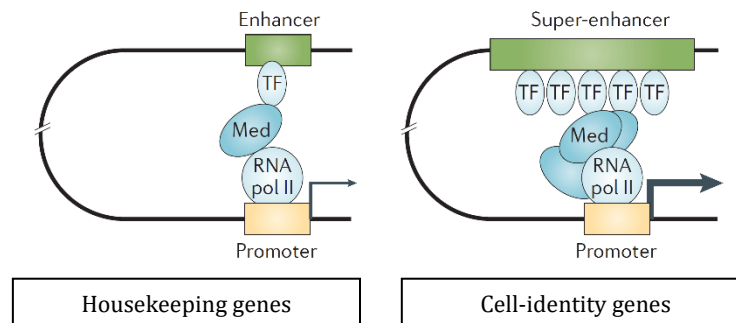 Enhancer
TF
Med
RNA
pol II
Promoter
Housekeeping genes
Super-enhancer
TF TF TF TF TF
Med
RNA
pol II
Promoter
Cell-identity genes